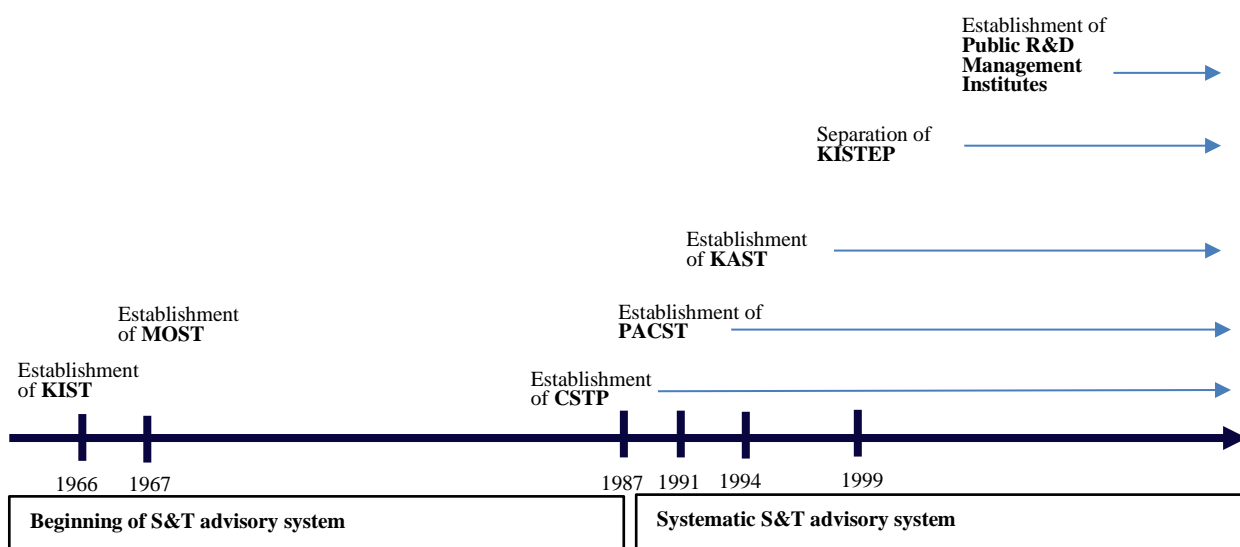 Establishment of
Public R&D
Management
Institutes
Separation of
KISTEP
Establishment
of KAST
Establishment
of MOST
Establishment of
PACST
Establishment
of KIST
Establishment
of CSTP
1966
1967
1987
1991
1994
1999
Beginning of S&T advisory system
Systematic S&T advisory system